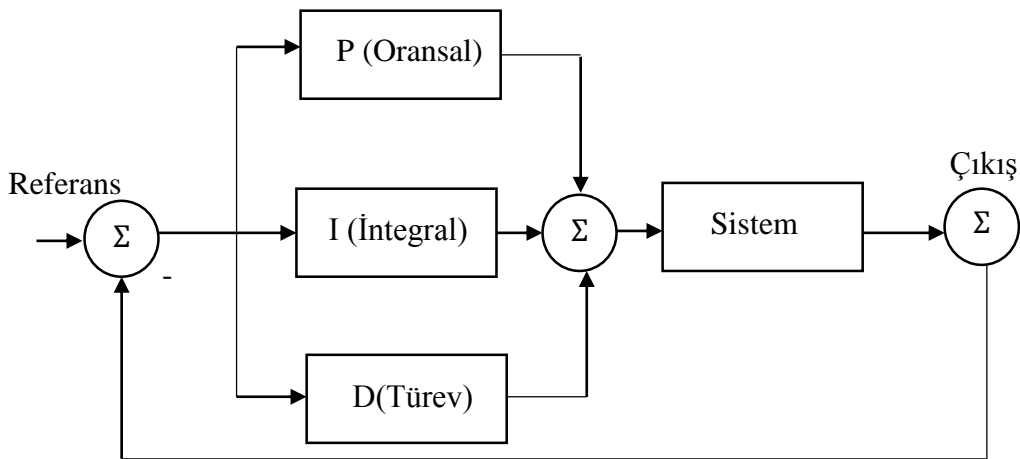 P (Oransal)
Referans
Σ
-
I (İntegral)
Σ
Sistem
Çıkış
Σ
D(Türev)